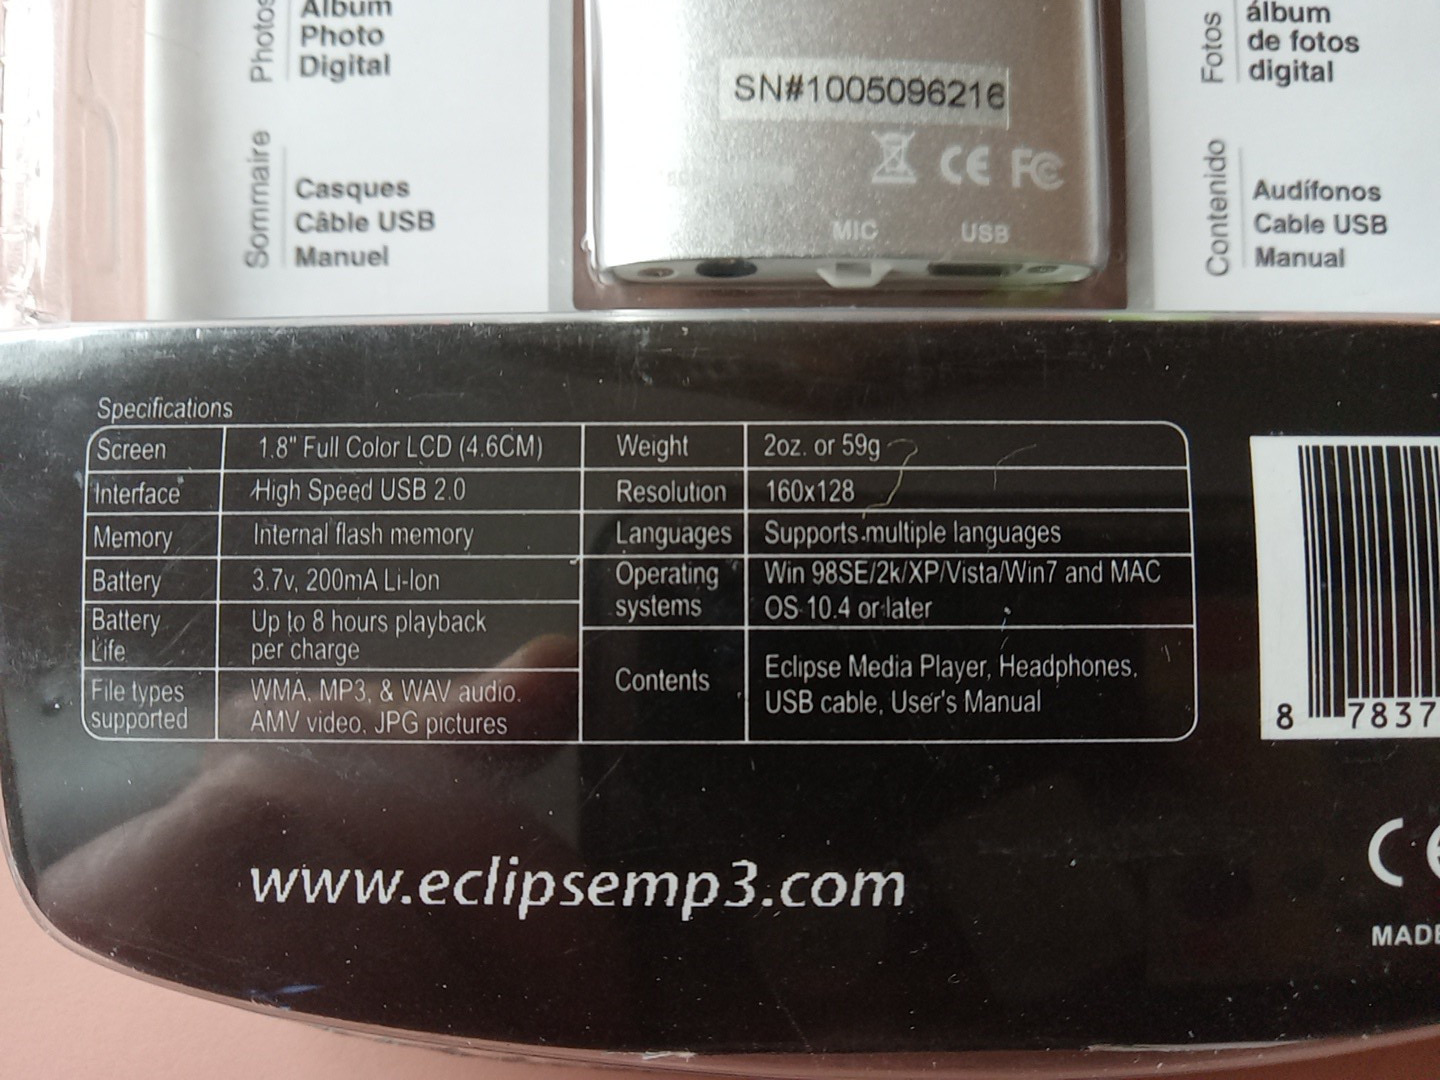 Photos
Album
Photo
Digital
Sommaire
Casques
Câble USB
Manuel
SN#1005096216
CE FC
MIC
USB
Fotos
álbum
de fotos
digital
Contenido
Audífonos
Cable USB
Manual
Specifications
Screen
1.8" Full Color LCD (4.6CM)
Interface
High Speed USB 2.0
Memory
Internal flash memory
Battery
3.7v, 200mA Li-Ion
Battery
Life
Up to 8 hours playback
per charge
File types
supported
WMA, MP3, & WAV audio.
AMV video, JPG pictures
Weight
2oz. or 59g
Resolution
160x128
Languages
Supports multiple languages
Operating
systems
Win 98SE/2k/XP/Vista/Win7 and MAC
OS 10.4 or later
Contents
Eclipse Media Player, Headphones,
USB cable, User's Manual
8 7837
www.eclipsemp3.com
CE
MADE